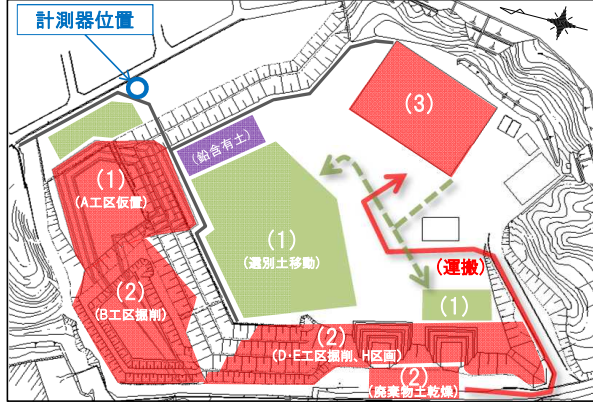 計測器位置
(3)
(鉛含有土)
(1)
(A工区仮置)
(1)
(選別土移動)
(運搬)
(2)
(B工区掘削)
(1)
(2)
(D・E工区掘削、H区画)
(2)
(廃棄物土乾燥)